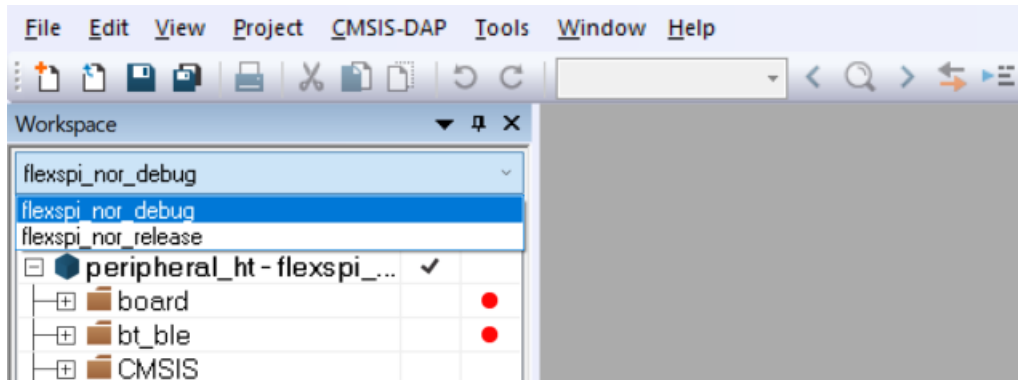 File Edit View Project CMSIS-DAP Tools Window Help
Workspace
flexspi_nor_debug
flexspi_nor_debug
flexspi_nor_release
peripheral_ht - flexspi_...
board
bt_ble
CMSIS